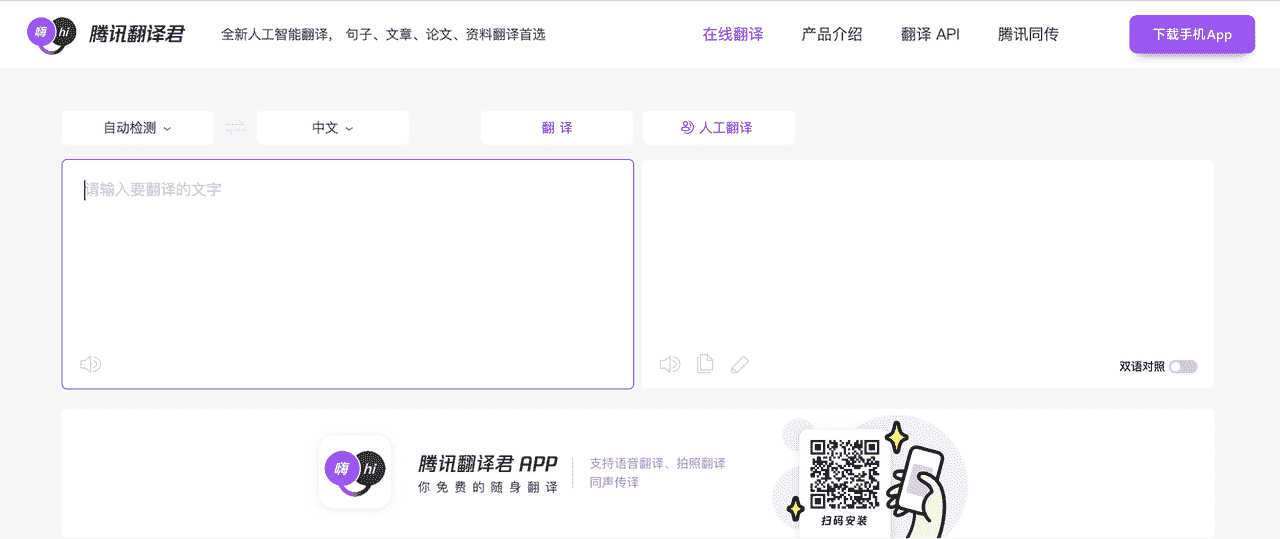 嗨 hi 腾讯翻译君 全新人工智能翻译， 句子、文章、论文、资料翻译首选 在线翻译 产品介绍 翻译 API 腾讯同传 下载手机App
自动检测 中文 翻 译 人工翻译
请输入要翻译的文字
双语对照
嗨 hi
腾讯翻译君 APP
你免费的随身翻译
支持语音翻译、拍照翻译
同声传译
扫码安装